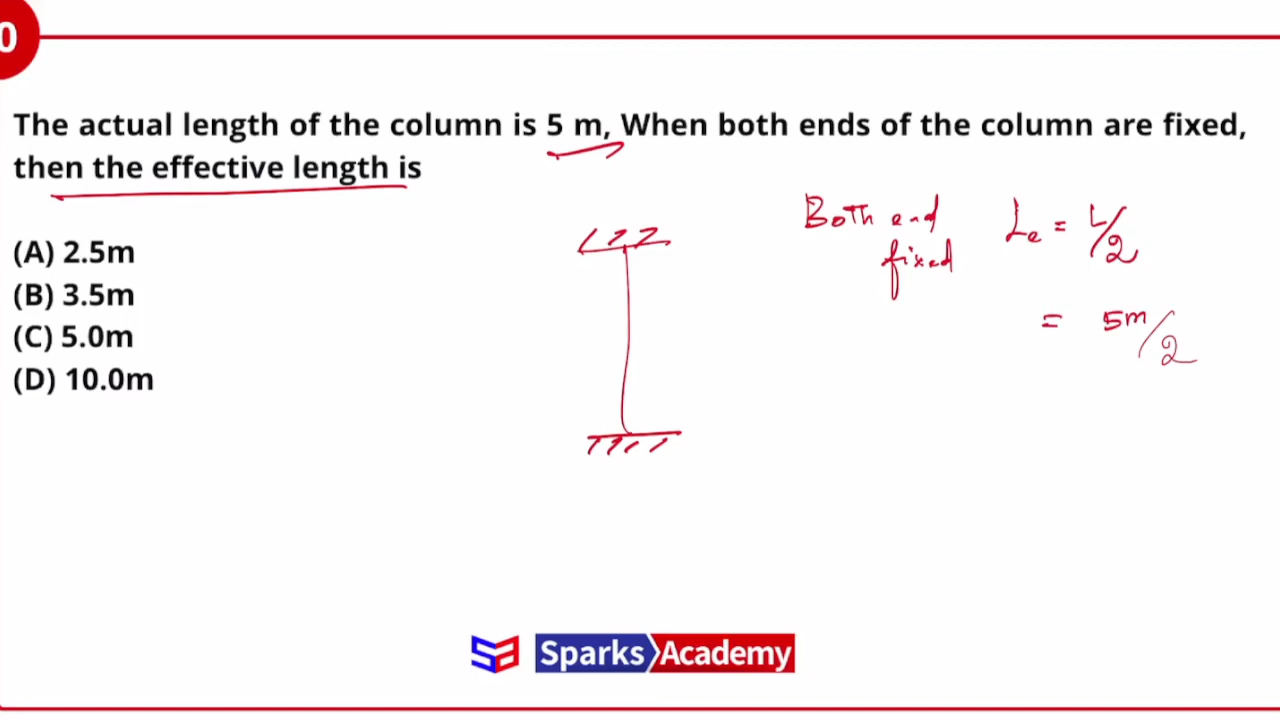 0
The actual length of the column is 5 m, When both ends of the column are fixed,
then the effective length is
(A) 2.5m
(B) 3.5m
(C) 5.0m
(D) 10.0m
Both end
fixed
Le = L/2
= 5m/2
Sparks Academy